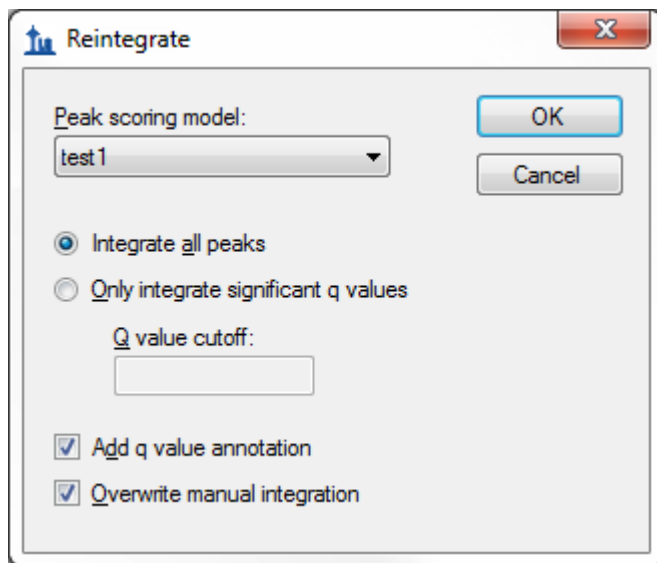 Reintegrate
Peak scoring model:
test1
OK
Cancel
Integrate all peaks
Only integrate significant q values
Q value cutoff:
Add q value annotation
Overwrite manual integration